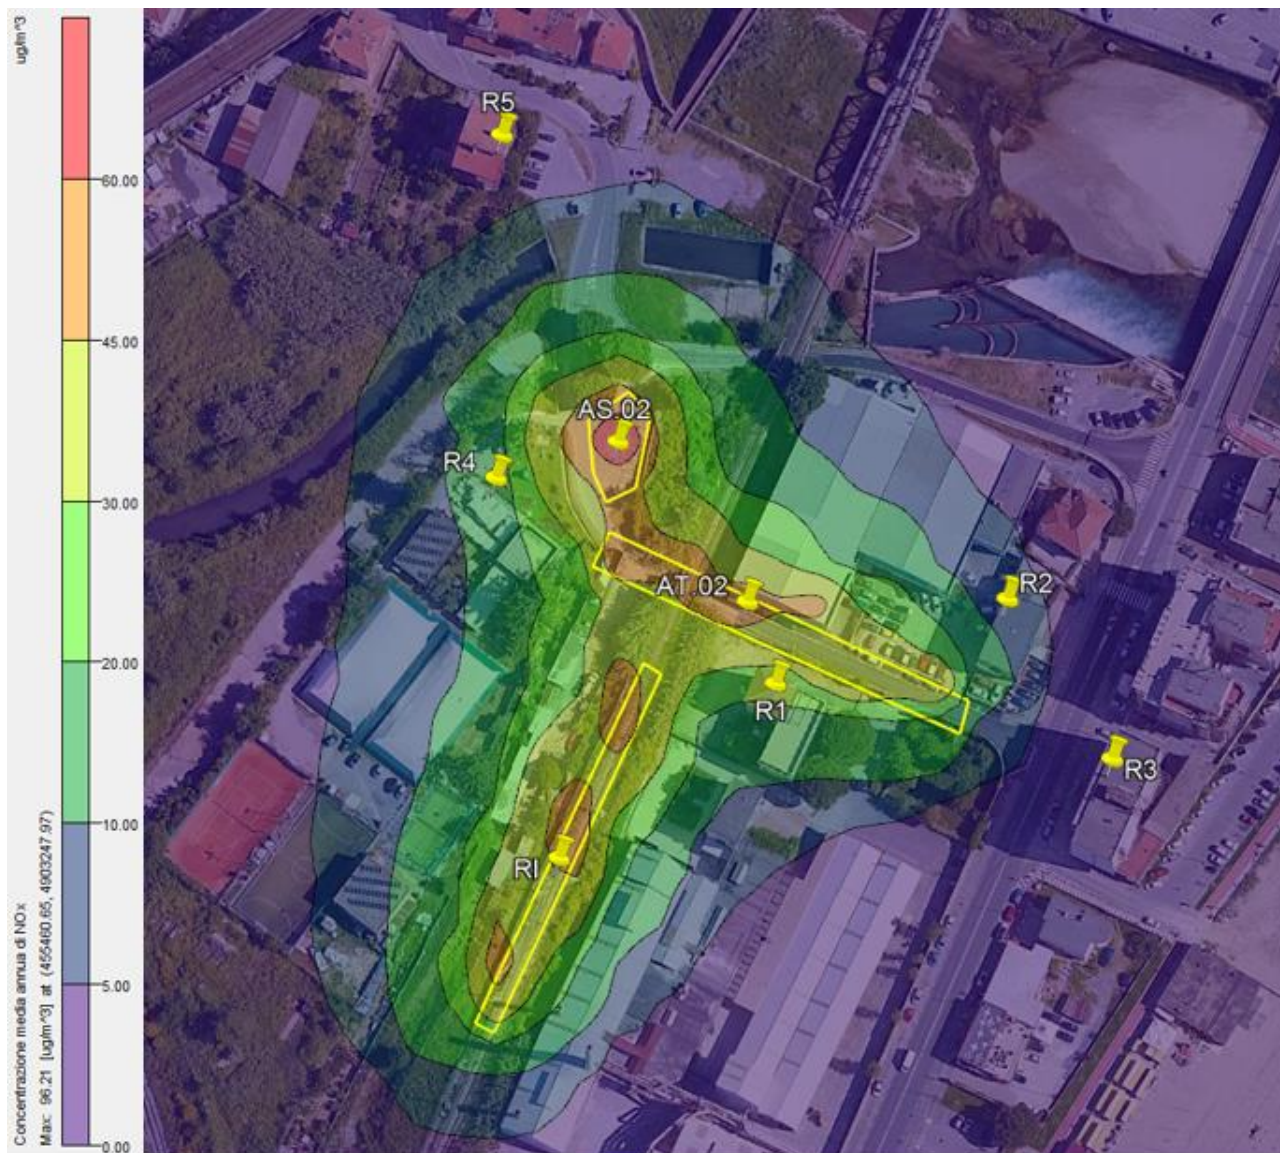 ug/m^3
60.00
45.00
30.00
20.00
10.00
5.00
0.00
Concentrazione media annua di NOx
Max: 96.21 [ug/m^3] at (455460.65, 4903247.97)
R5
AS.02
R4
AT.02
R2
R1
R3
RI